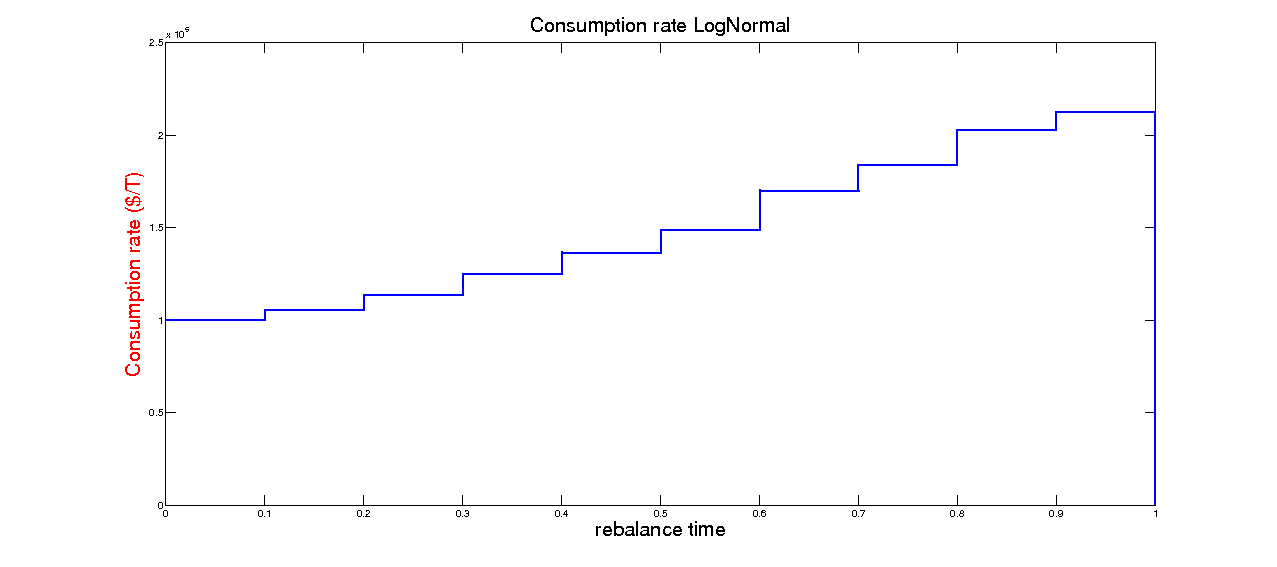 Consumption rate LogNormal
x 10^5
2.5
2
1.5
1
0.5
0
Consumption rate ($/T)
0 0.1 0.2 0.3 0.4 0.5 0.6 0.7 0.8 0.9 1
rebalance time